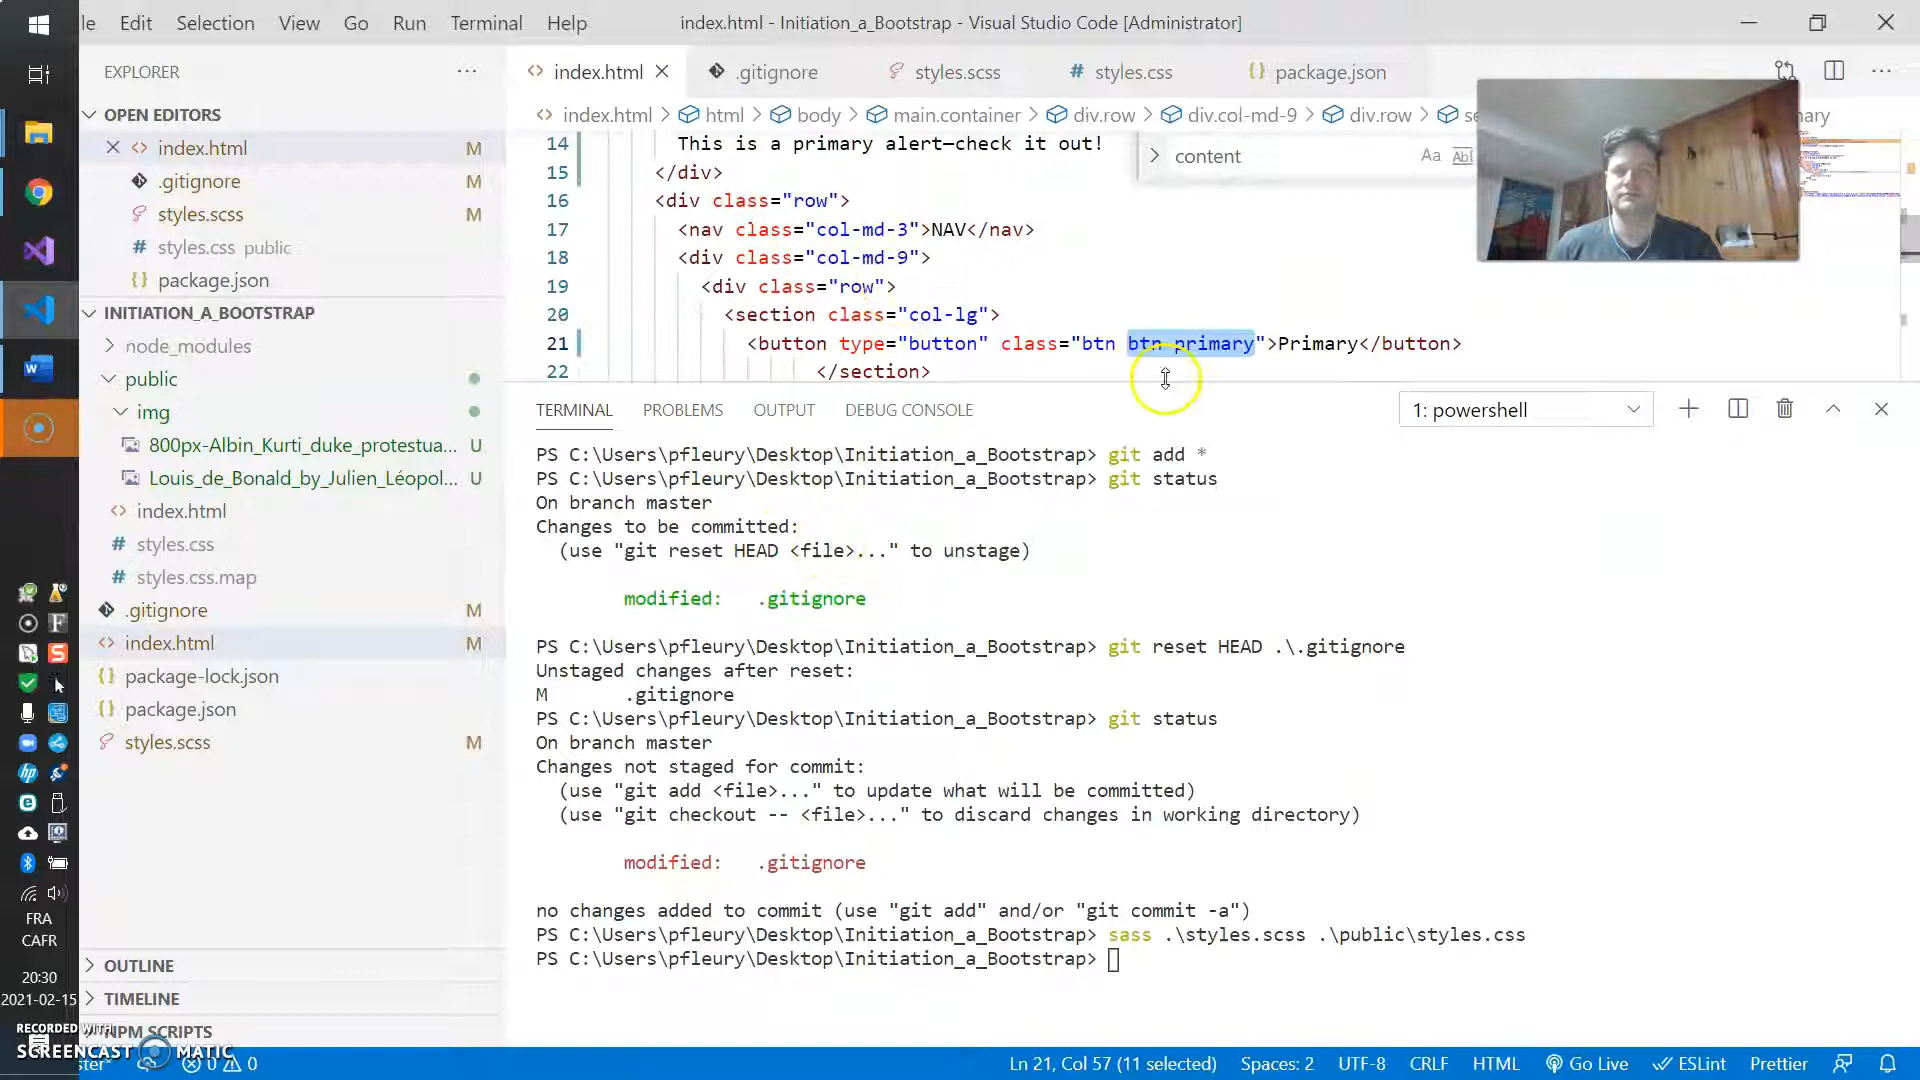 le Edit Selection View Go Run Terminal Help index.html - Initiation_a_Bootstrap - Visual Studio Code [Administrator]
EXPLORER
index.html .gitignore styles.scss styles.css package.json
OPEN EDITORS
index.html M
.gitignore M
styles.scss M
styles.css public
package.json
INITIATION_A_BOOTSTRAP
node_modules
public
img
800px-Albin_Kurti_duke_protestua... U
Louis_de_Bonald_by_Julien_Léopol... U
index.html
styles.css
styles.css.map
.gitignore M
index.html M
package-lock.json
package.json
styles.scss M
OUTLINE
TIMELINE
NPM SCRIPTS
index.html > html > body > main.container > div.row > div.col-md-9 > div.row >
content Aa Abl
14 This is a primary alert—check it out!
15 </div>
16 <div class="row">
17 <nav class="col-md-3">NAV</nav>
18 <div class="col-md-9">
19 <div class="row">
20 <section class="col-lg">
21 <button type="button" class="btn btn-primary">Primary</button>
22 </section>
TERMINAL PROBLEMS OUTPUT DEBUG CONSOLE 1: powershell
PS C:\Users\pfleury\Desktop\Initiation_a_Bootstrap> git add *
PS C:\Users\pfleury\Desktop\Initiation_a_Bootstrap> git status
On branch master
Changes to be committed:
(use "git reset HEAD <file>..." to unstage)
modified: .gitignore
PS C:\Users\pfleury\Desktop\Initiation_a_Bootstrap> git reset HEAD .\.gitignore
Unstaged changes after reset:
M .gitignore
PS C:\Users\pfleury\Desktop\Initiation_a_Bootstrap> git status
On branch master
Changes not staged for commit:
(use "git add <file>..." to update what will be committed)
(use "git checkout -- <file>..." to discard changes in working directory)
modified: .gitignore
no changes added to commit (use "git add" and/or "git commit -a")
PS C:\Users\pfleury\Desktop\Initiation_a_Bootstrap> sass .\styles.scss .\public\styles.css
PS C:\Users\pfleury\Desktop\Initiation_a_Bootstrap>
FRA
CAFR
20:30
2021-02-15
RECORDED WITH
SCREENCAST MATIC
ster* 0 0 Ln 21, Col 57 (11 selected) Spaces: 2 UTF-8 CRLF HTML Go Live ESLint Prettier